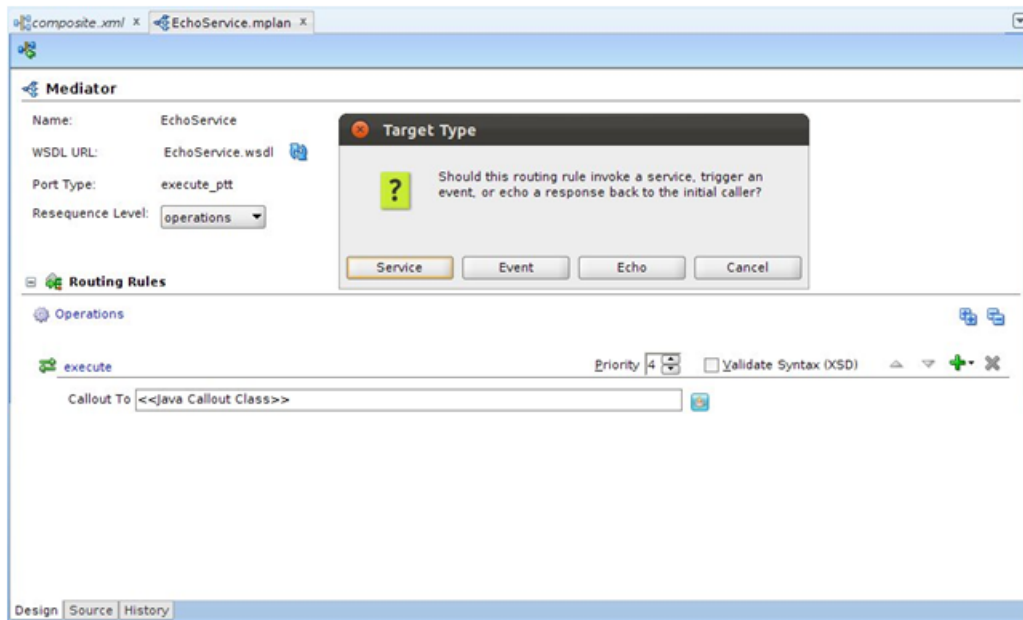 composite.xml x EchoService.mplan x
Mediator
Name: EchoService
WSDL URL: EchoService.wsdl
Port Type: execute_ptt
Resequence Level: operations
Target Type
?
Should this routing rule invoke a service, trigger an
event, or echo a response back to the initial caller?
Service Event Echo Cancel
Routing Rules
Operations
execute Priority 4 Validate Syntax (XSD)
Callout To <<Java Callout Class>>
Design Source History